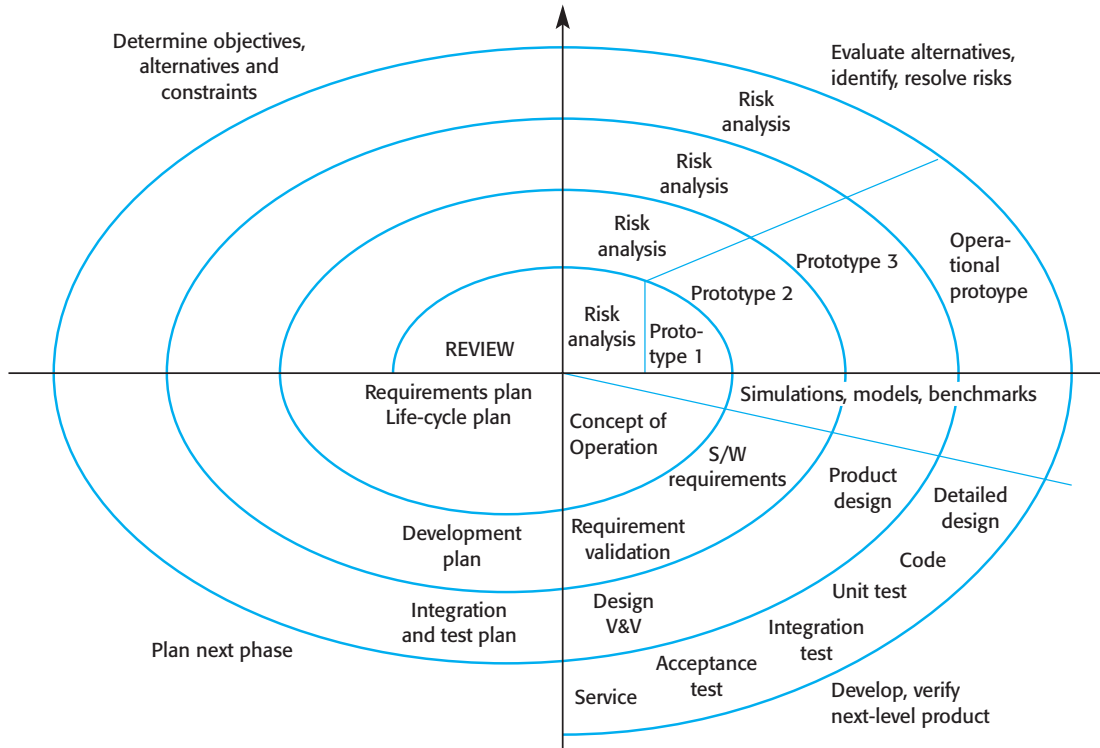 Determine objectives,
alternatives and
constraints
Evaluate alternatives,
identify, resolve risks
Risk
analysis
Risk
analysis
Risk
analysis
Risk
analysis
Proto-
type 1
Prototype 2
Prototype 3
Opera-
tional
protoype
REVIEW
Requirements plan
Life-cycle plan
Simulations, models, benchmarks
Concept of
Operation
S/W
requirements
Product
design
Detailed
design
Development
plan
Requirement
validation
Code
Unit test
Integration
and test plan
Design
V&V
Integration
test
Plan next phase
Acceptance
test
Service
Develop, verify
next-level product